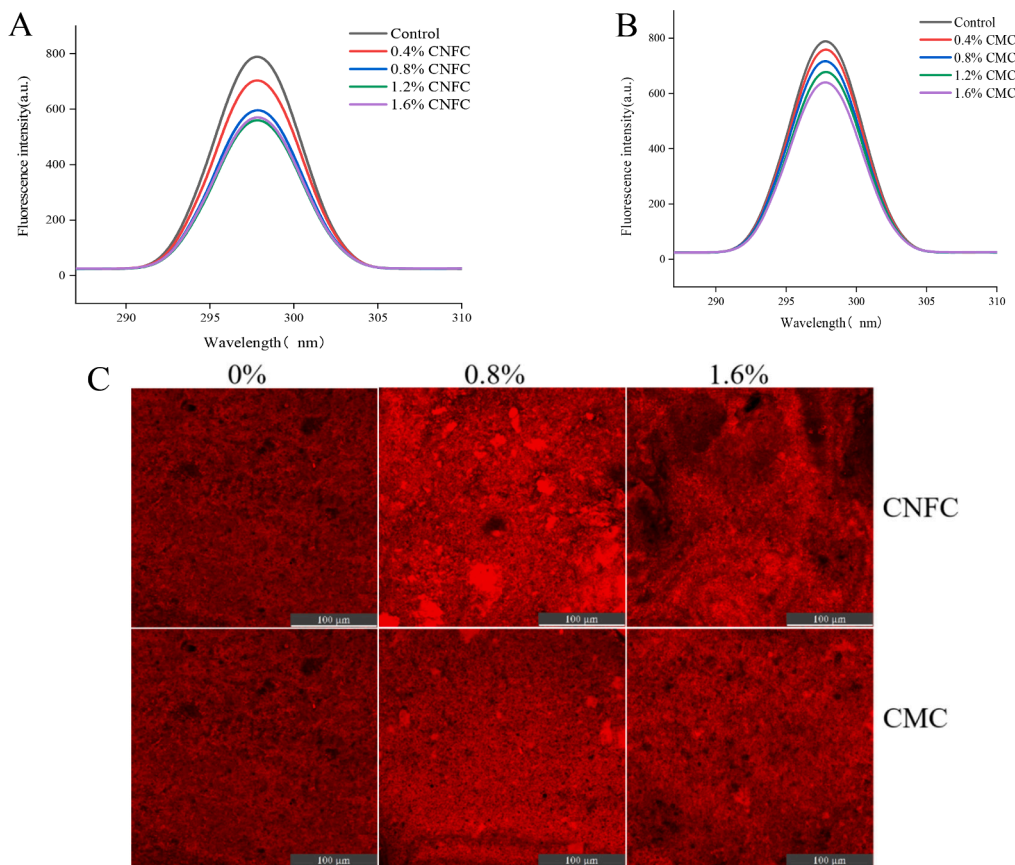 A
Control
0.4% CNFC
0.8% CNFC
1.2% CNFC
1.6% CNFC
Fluorescence intensity(a.u.)
800
600
400
200
0
290
295
300
305
310
Wavelength( nm)
B
Control
0.4% CMC
0.8% CMC
1.2% CMC
1.6% CMC
Fluorescence intensity(a.u.)
800
600
400
200
0
290
295
300
305
310
Wavelength( nm)
C
0%
0.8%
1.6%
100 µm
100 µm
100 µm
CNFC
100 µm
100 µm
100 µm
CMC